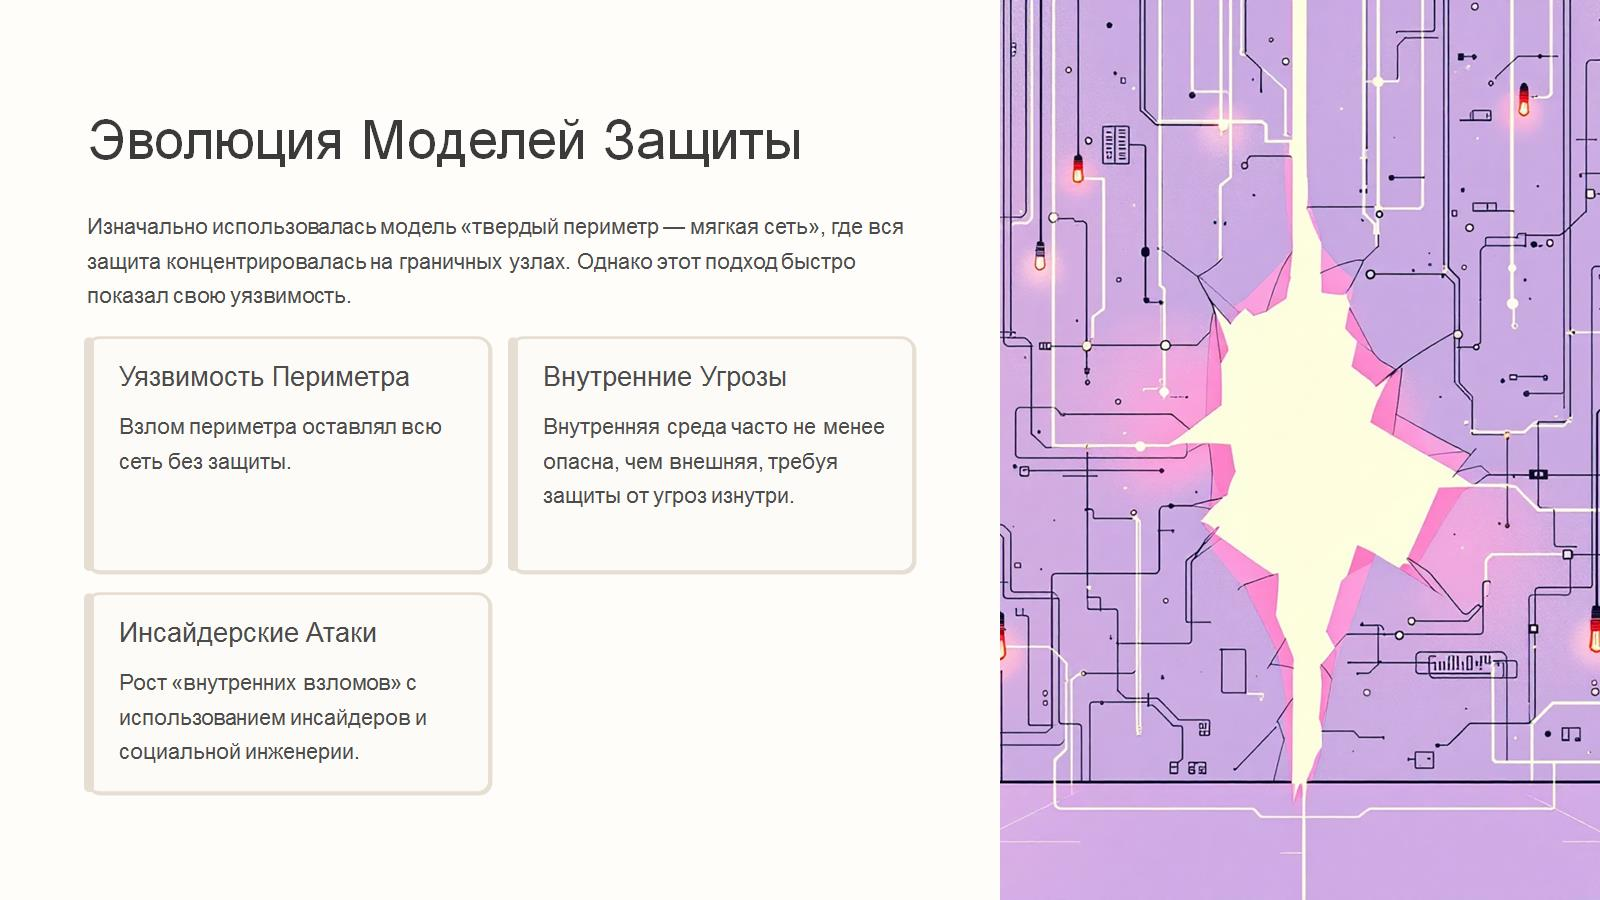 Эволюция Моделей Защиты
Изначально использовалась модель «твердый периметр — мягкая сеть», где вся
защита концентрировалась на граничных узлах. Однако этот подход быстро
показал свою уязвимость.
Уязвимость Периметра
Взлом периметра оставлял всю
сеть без защиты.
Внутренние Угрозы
Внутренняя среда часто не менее
опасна, чем внешняя, требуя
защиты от угроз изнутри.
Инсайдерские Атаки
Рост «внутренних взломов» с
использованием инсайдеров и
социальной инженерии.